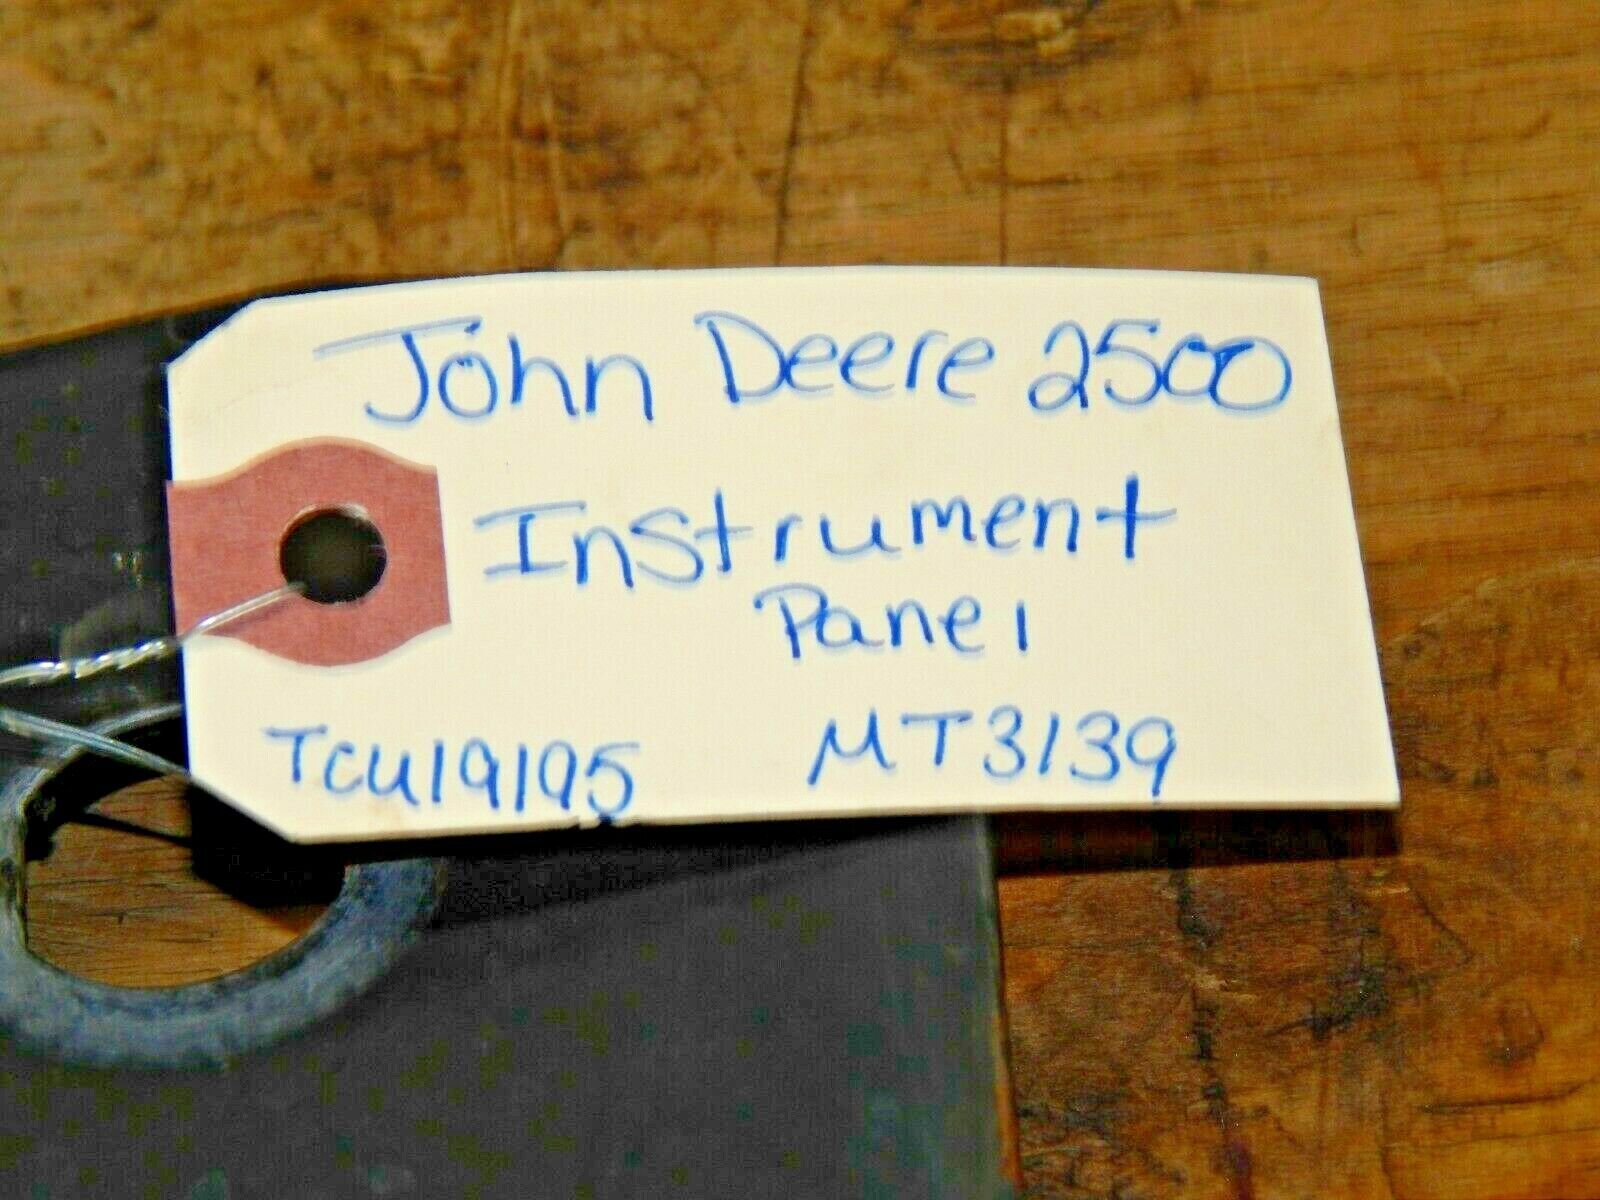 John Deere 2500
Instrument
Panel
TCU19195 MT3139